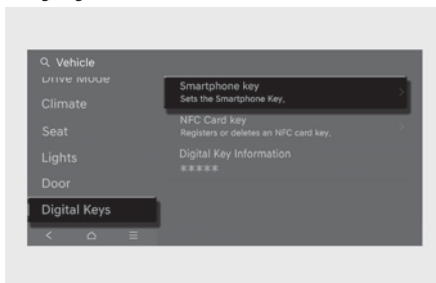 Vehicle
Drive Mode
Climate
Seat
Lights
Door
Digital Keys
Smartphone key
Sets the Smartphone Key,
NFC Card key
Registers or deletes an NFC card key,
Digital Key Information
*****